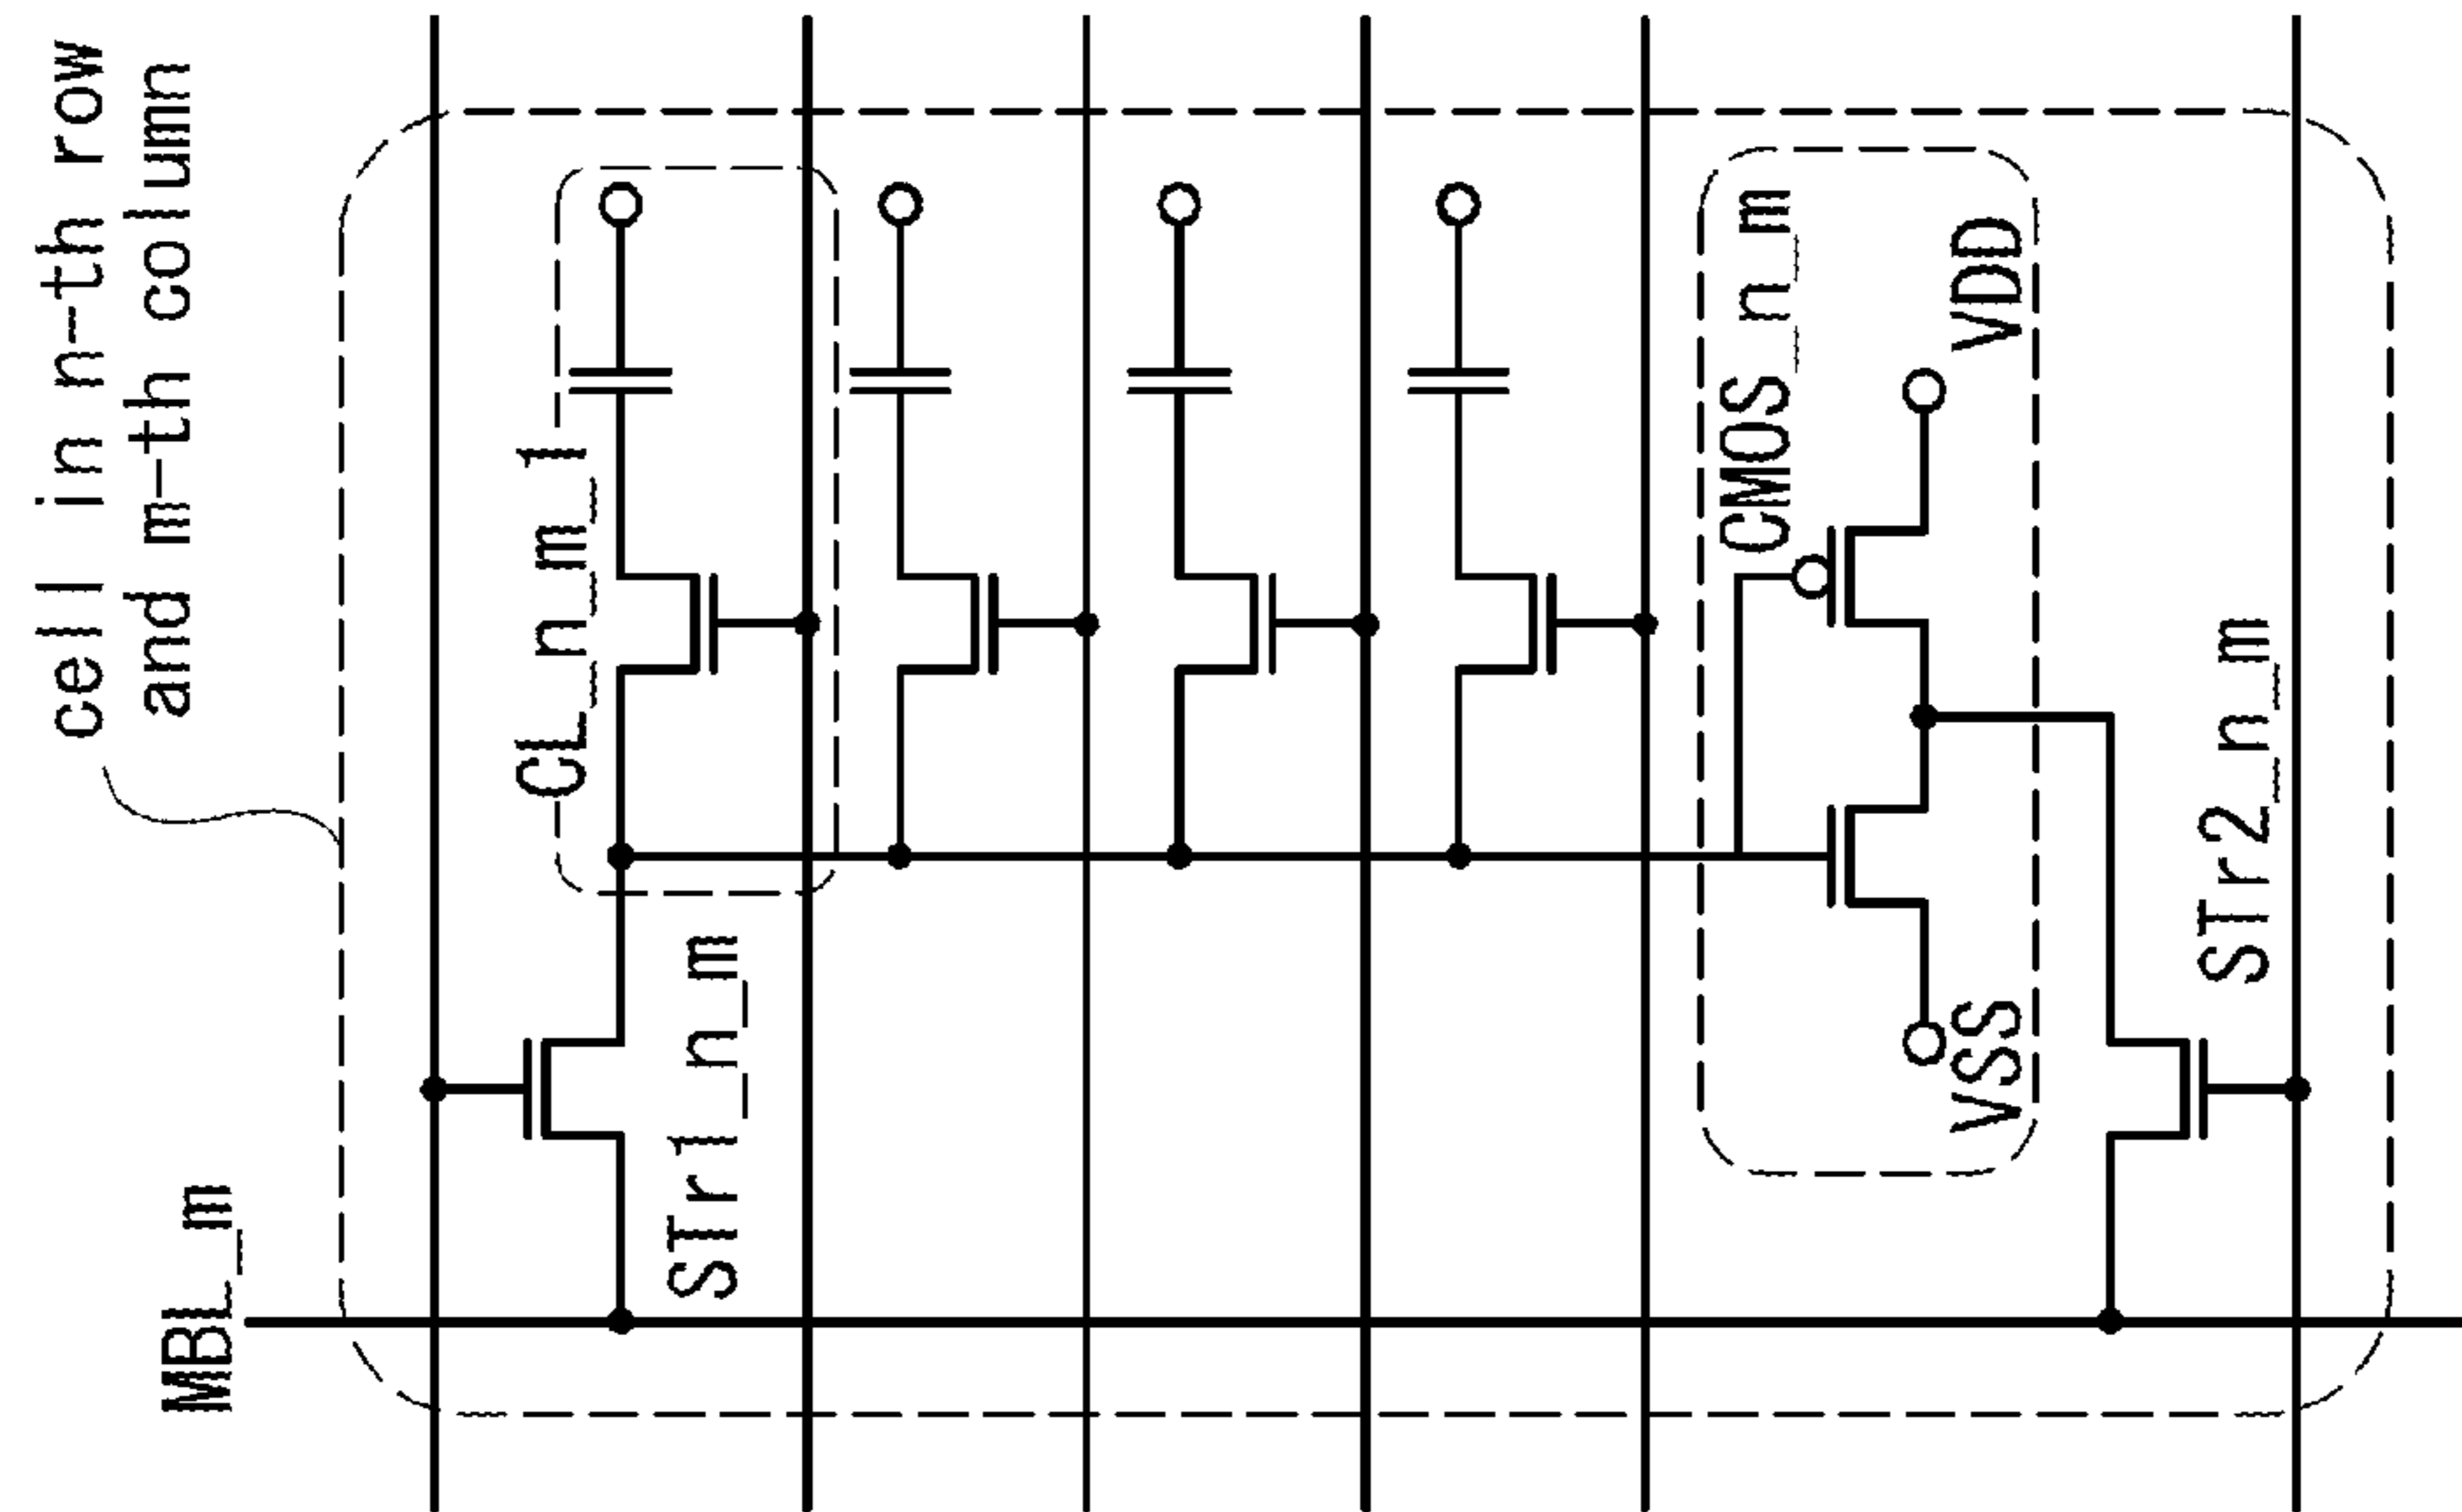 cell in n-th row
and m-th column
MBL_m
CL_n_m_1
STr1_n_m
CMOS_n_m
VDD
VSS
STr2_n_m